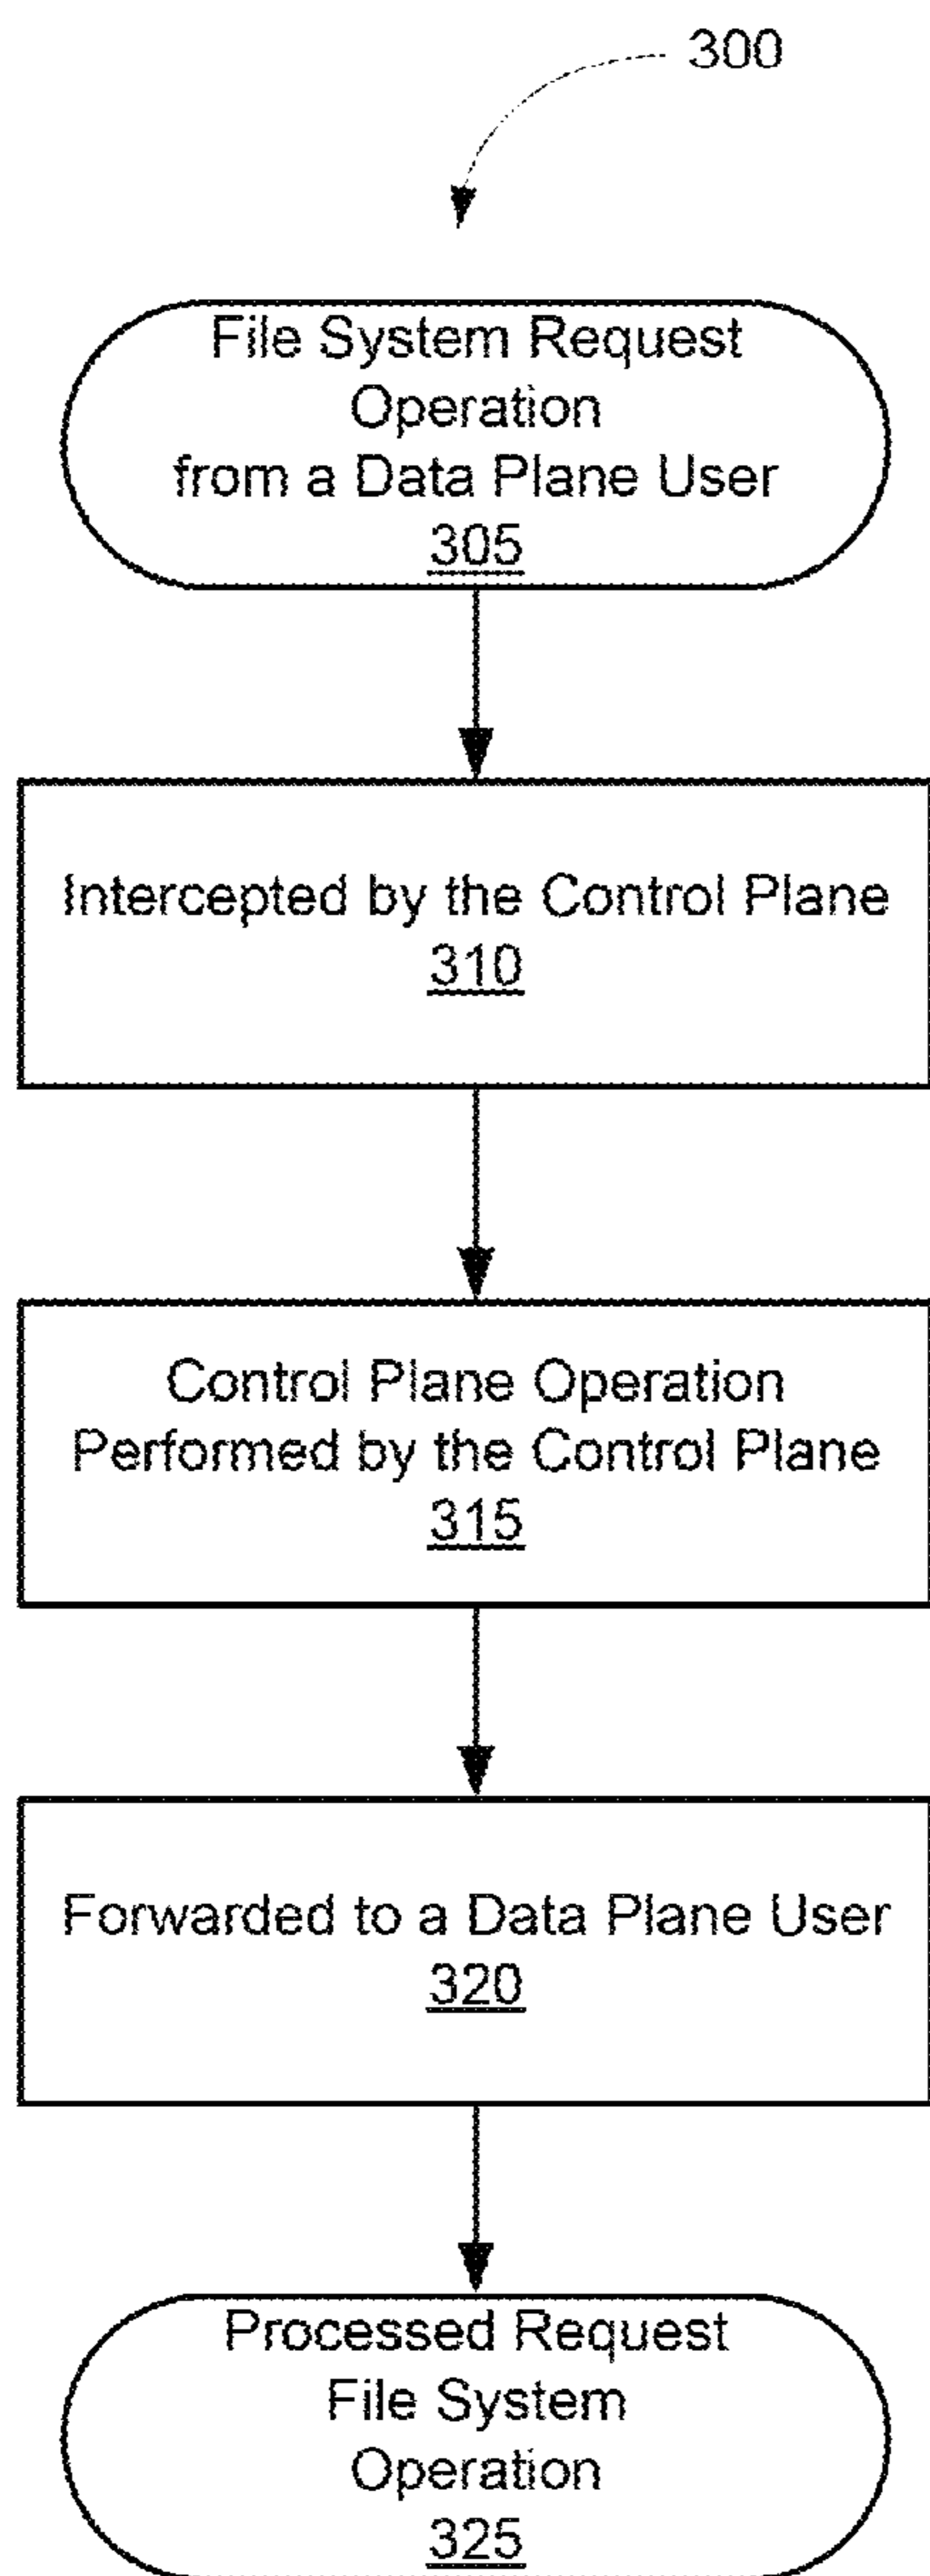 300
File System Request
Operation
from a Data Plane User
305
Intercepted by the Control Plane
310
Control Plane Operation
Performed by the Control Plane
315
Forwarded to a Data Plane User
320
Processed Request
File System
Operation
325